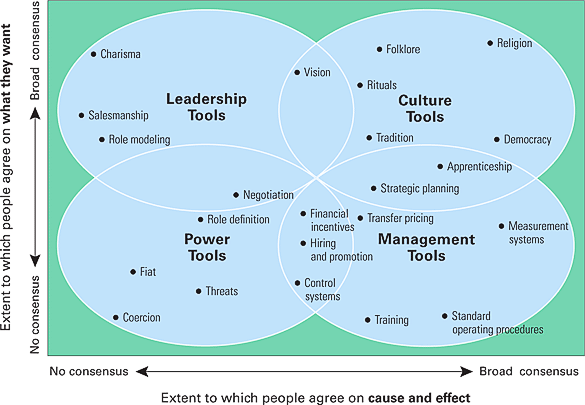 Extent to which people agree on what they want
No consensus
Broad consensus
Charisma
Vision
Leadership
Tools
Salesmanship
Role modeling
Folklore
Religion
Rituals
Culture
Tools
Tradition
Democracy
Apprenticeship
Strategic planning
Negotiation
Role definition
Power
Tools
Fiat
Threats
Coercion
Financial
incentives
Hiring
and promotion
Control
systems
Transfer pricing
Measurement
systems
Management
Tools
Training
Standard
operating procedures
No consensus
Broad consensus
Extent to which people agree on cause and effect